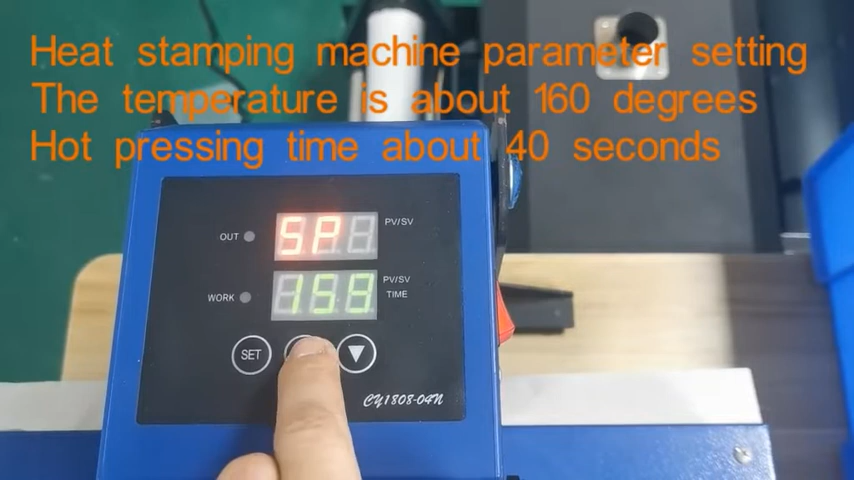 Heat stamping machine parameter setting
The temperature is about 160 degrees
Hot pressing time about 40 seconds
OUT
SP
PV/SV
WORK
159
PV/SV
TIME
SET
CY1808-04N